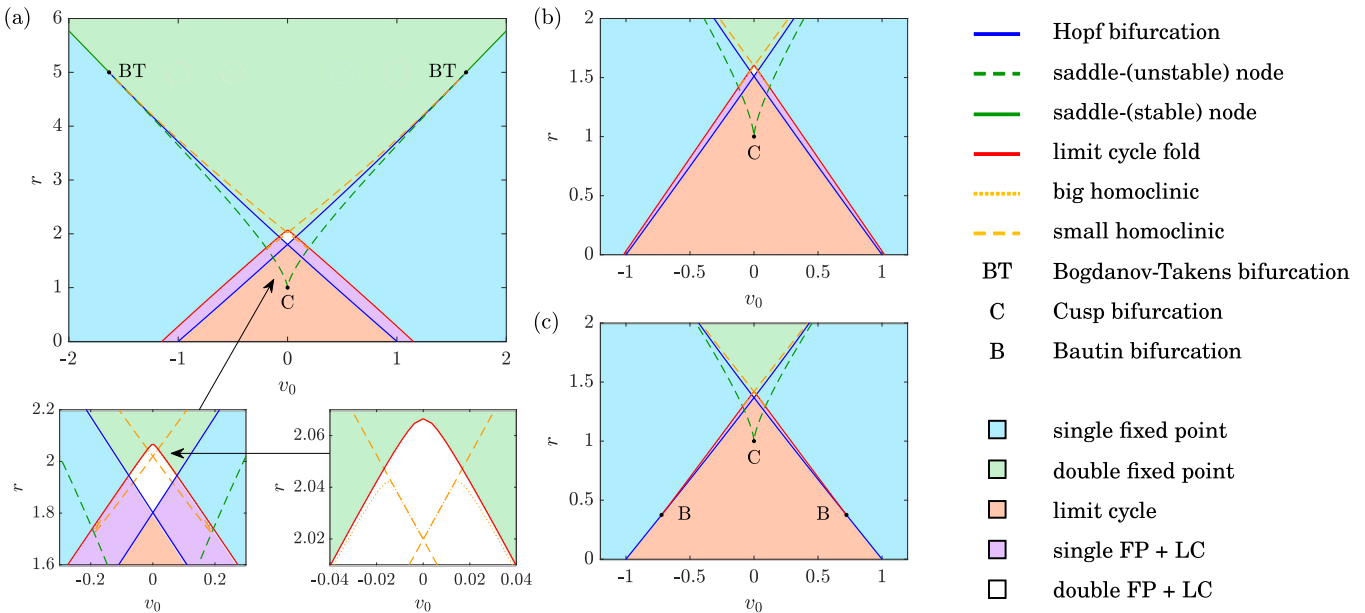 (a)
6
5
4
3
2
1
0
r
BT
BT
C
-2
-1
0
1
2
v0
2.2
2
1.8
1.6
r
-0.2
0
0.2
v0
2.06
2.04
2.02
r
-0.04
-0.02
0
0.02
0.04
v0
(b)
2
1.5
1
0.5
0
r
C
-1
-0.5
0
0.5
1
v0
(c)
2
1.5
1
0.5
0
r
C
B
B
-1
-0.5
0
0.5
1
v0
Hopf bifurcation
saddle-(unstable) node
saddle-(stable) node
limit cycle fold
big homoclinic
small homoclinic
BT Bogdanov-Takens bifurcation
C Cusp bifurcation
B Bautin bifurcation
single fixed point
double fixed point
limit cycle
single FP + LC
double FP + LC